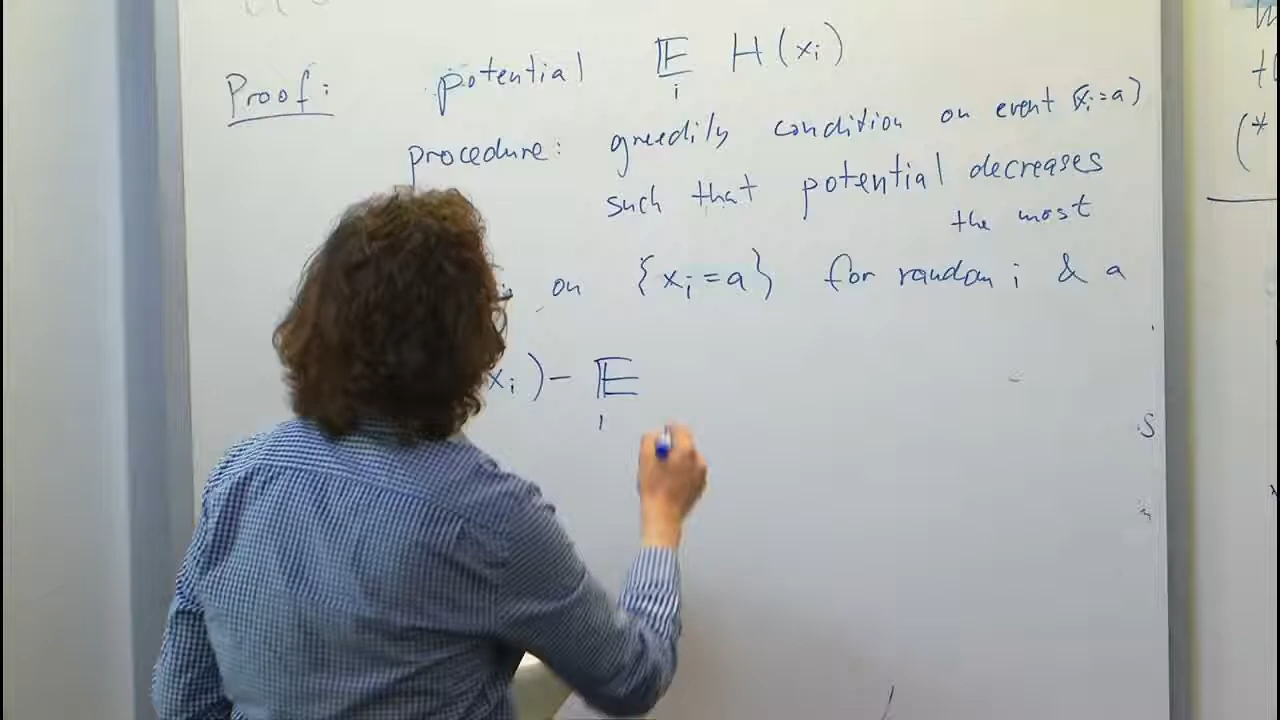 Proof: potential 𝔼 H(xᵢ)
i
procedure: greedily condition on event {xᵢ=a}
such that potential decreases
the most
on {xᵢ=a} for random i & a
xᵢ) − 𝔼
i